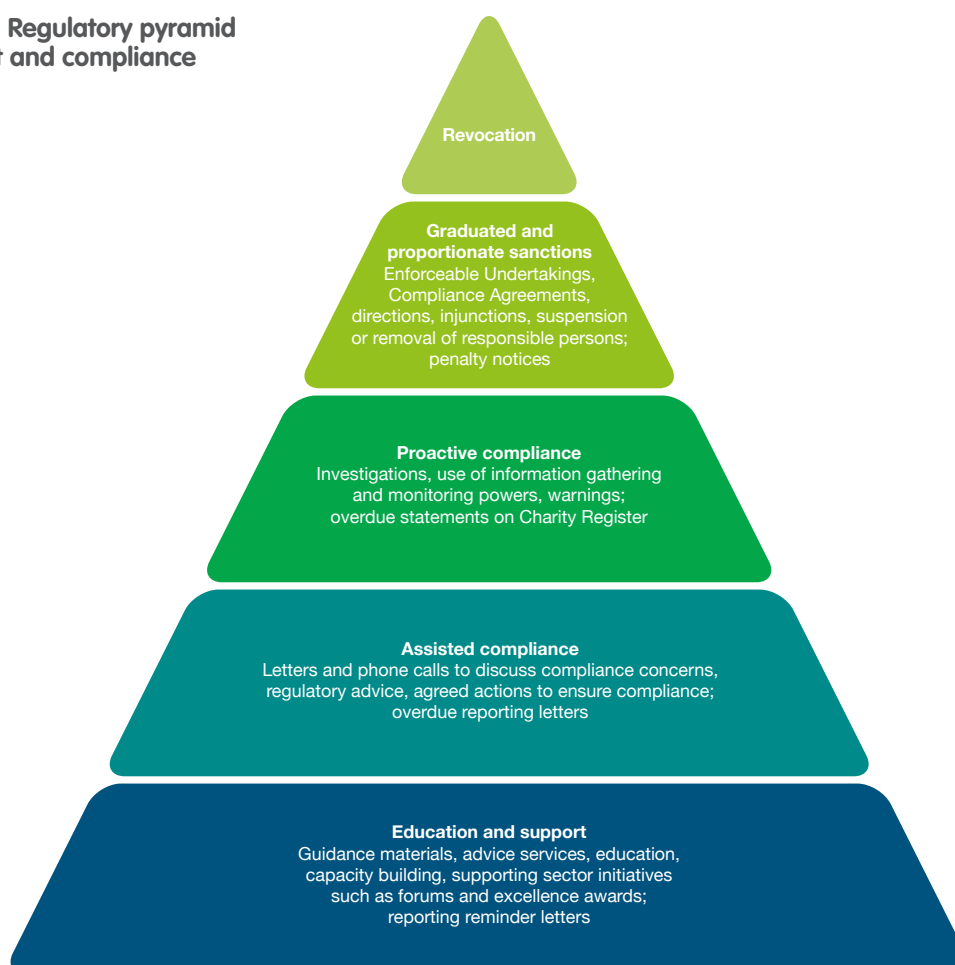 Regulatory pyramid
and compliance
Revocation
Graduated and
proportionate sanctions
Enforceable Undertakings,
Compliance Agreements,
directions, injunctions, suspension
or removal of responsible persons;
penalty notices
Proactive compliance
Investigations, use of information gathering
and monitoring powers, warnings;
overdue statements on Charity Register
Assisted compliance
Letters and phone calls to discuss compliance concerns,
regulatory advice, agreed actions to ensure compliance;
overdue reporting letters
Education and support
Guidance materials, advice services, education,
capacity building, supporting sector initiatives
such as forums and excellence awards;
reporting reminder letters